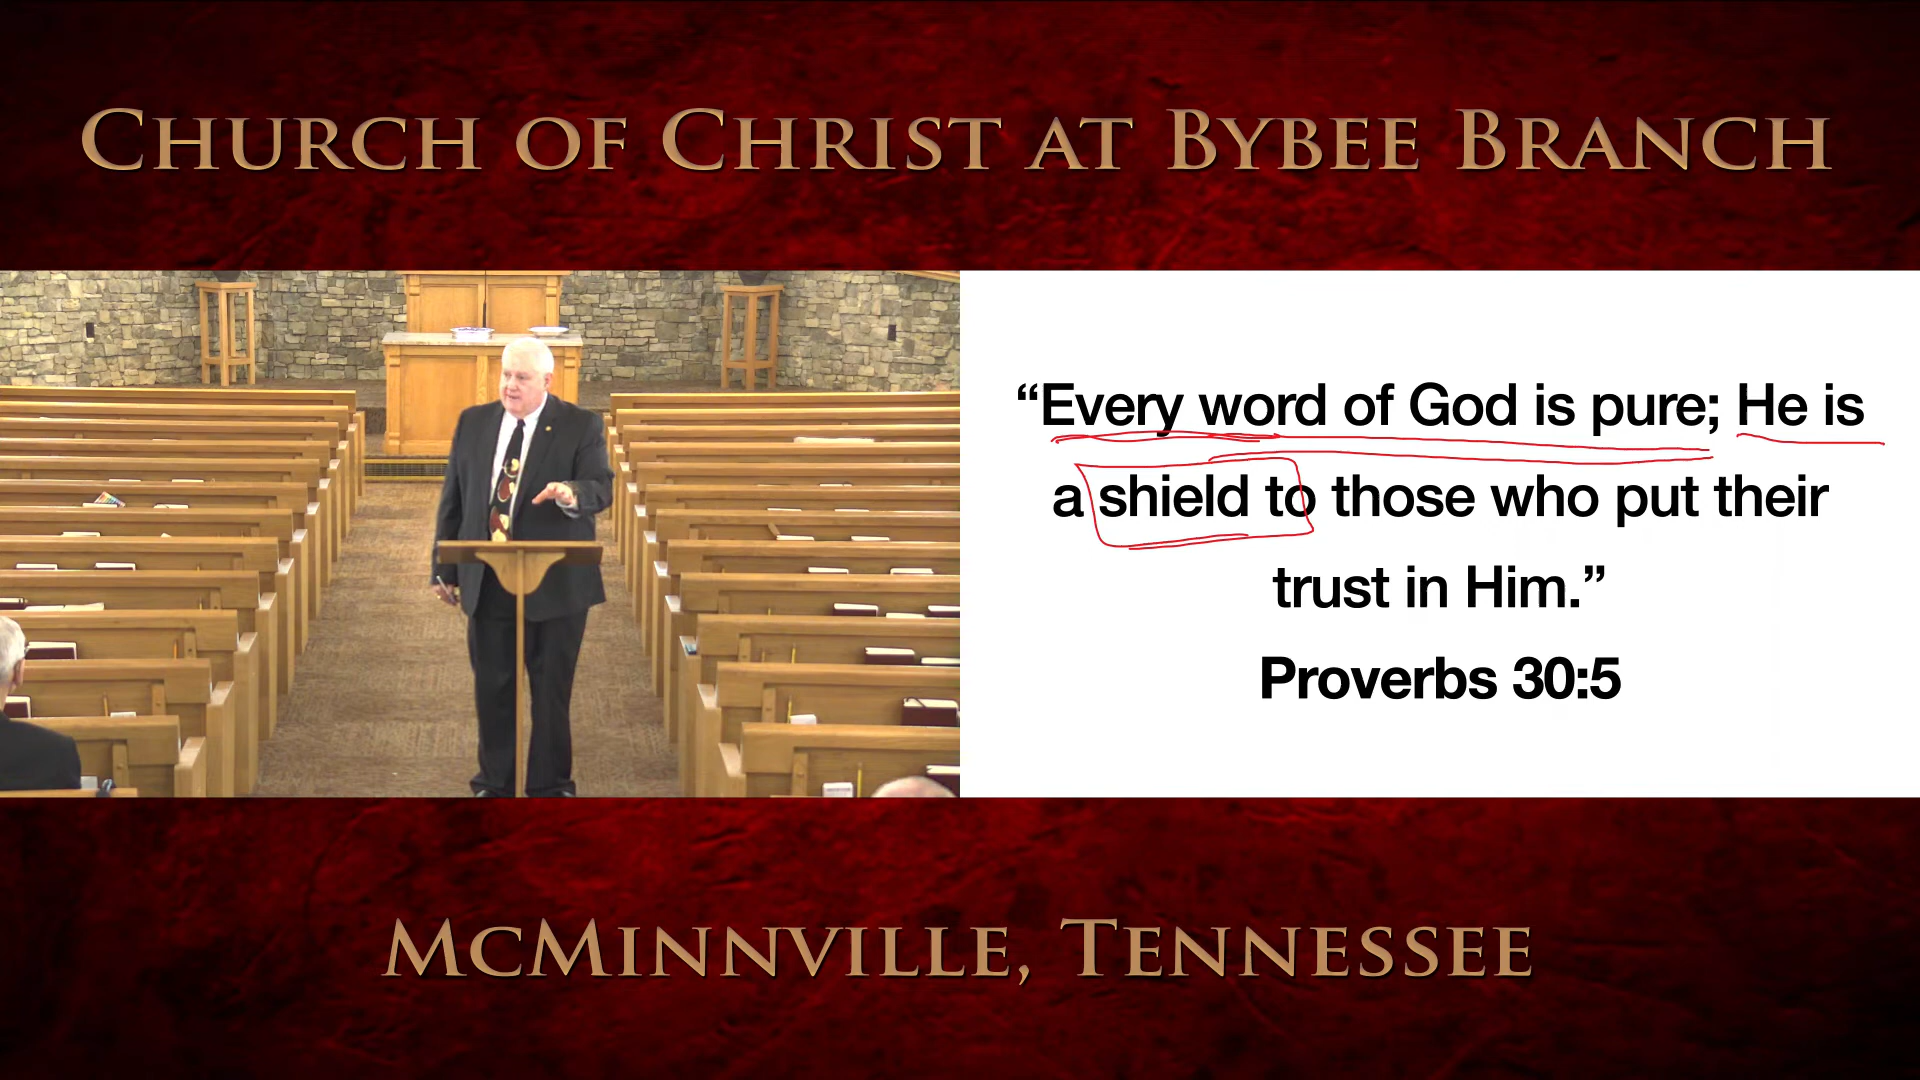 Church of Christ at Bybee Branch
“Every word of God is pure; He is
a shield to those who put their
trust in Him.”
Proverbs 30:5
McMinnville, Tennessee